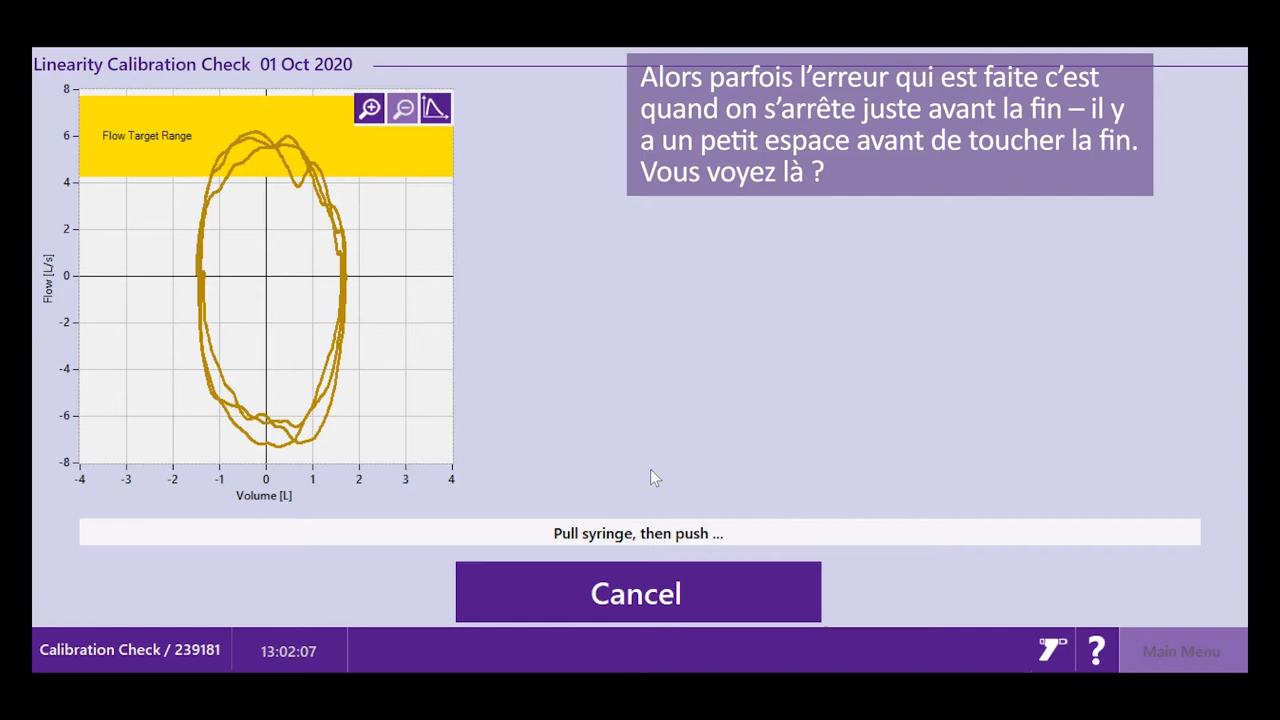 Linearity Calibration Check 01 Oct 2020
Alors parfois l’erreur qui est faite c’est
quand on s’arrête juste avant la fin – il y
a un petit espace avant de toucher la fin.
Vous voyez là ?
8
Flow Target Range
6
4
2
0
-2
-4
-6
-8
Flow [L/s]
-4 -3 -2 -1 0 1 2 3 4
Volume [L]
Pull syringe, then push ...
Cancel
Calibration Check / 239181 13:02:07 ? Main Menu